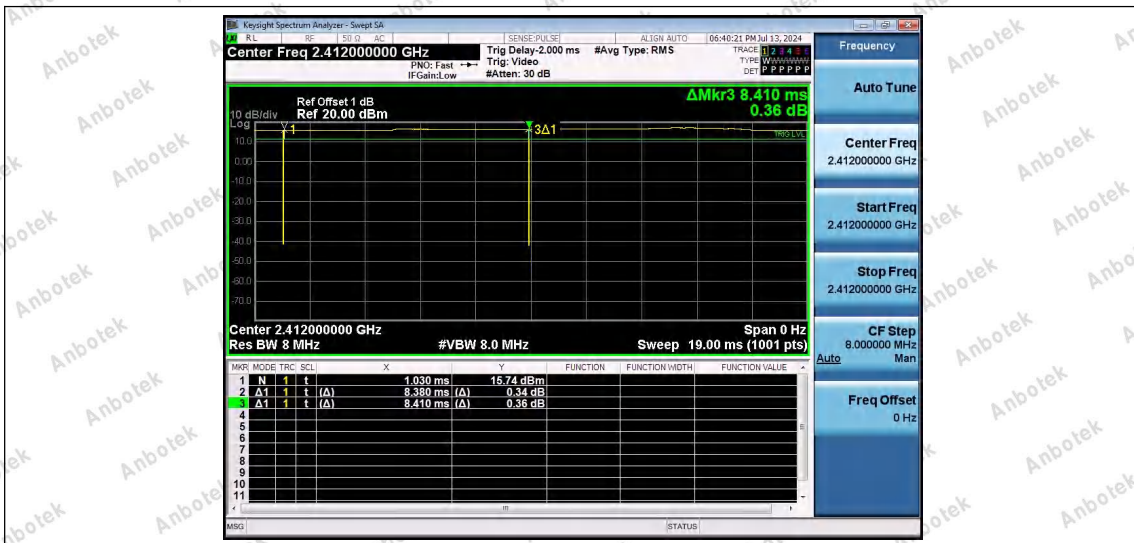 Keysight Spectrum Analyzer - Swept SA
RL RF 50 Ω AC SENSE:PULSE ALIGN AUTO 06:40:21 PM Jul 13, 2024
Center Freq 2.412000000 GHz Trig Delay-2.000 ms #Avg Type: RMS TRACE 1 2 3 4 5 6
PNO: Fast Trig: Video TYPE WWWWWW
IFGain:Low #Atten: 30 dB DET P P P P P P
ΔMkr3 8.410 ms
0.36 dB
Ref Offset 1 dB
10 dB/div Ref 20.00 dBm
Log
1
3Δ1
TRIG LVL
10.0
0.00
-10.0
-20.0
-30.0
-40.0
-50.0
-60.0
-70.0
Center 2.412000000 GHz Span 0 Hz
Res BW 8 MHz #VBW 8.0 MHz Sweep 19.00 ms (1001 pts)
MKR MODE TRC SCL X Y FUNCTION FUNCTION WIDTH FUNCTION VALUE
1 N 1 t 1.030 ms 15.74 dBm
2 Δ1 1 t (Δ) 8.380 ms (Δ) 0.34 dB
3 Δ1 1 t (Δ) 8.410 ms (Δ) 0.36 dB
4
5
6
7
8
9
10
11
MSG STATUS
Frequency
Auto Tune
Center Freq
2.412000000 GHz
Start Freq
2.412000000 GHz
Stop Freq
2.412000000 GHz
CF Step
8.000000 MHz
Auto Man
Freq Offset
0 Hz
Anbotek